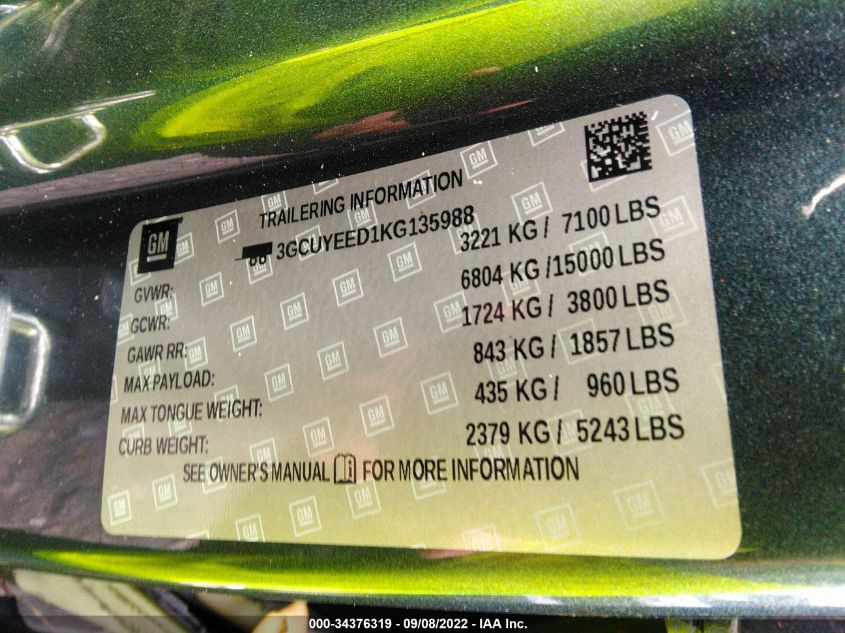 TRAILERING INFORMATION
GM
3GCUYEED1KG135988
GVWR: 3221 KG / 7100 LBS
GCWR: 6804 KG / 15000 LBS
GAWR RR: 1724 KG / 3800 LBS
MAX PAYLOAD: 843 KG / 1857 LBS
MAX TONGUE WEIGHT: 435 KG / 960 LBS
CURB WEIGHT: 2379 KG / 5243 LBS
SEE OWNER'S MANUAL FOR MORE INFORMATION
000-34376319 - 09/08/2022 - IAA Inc.